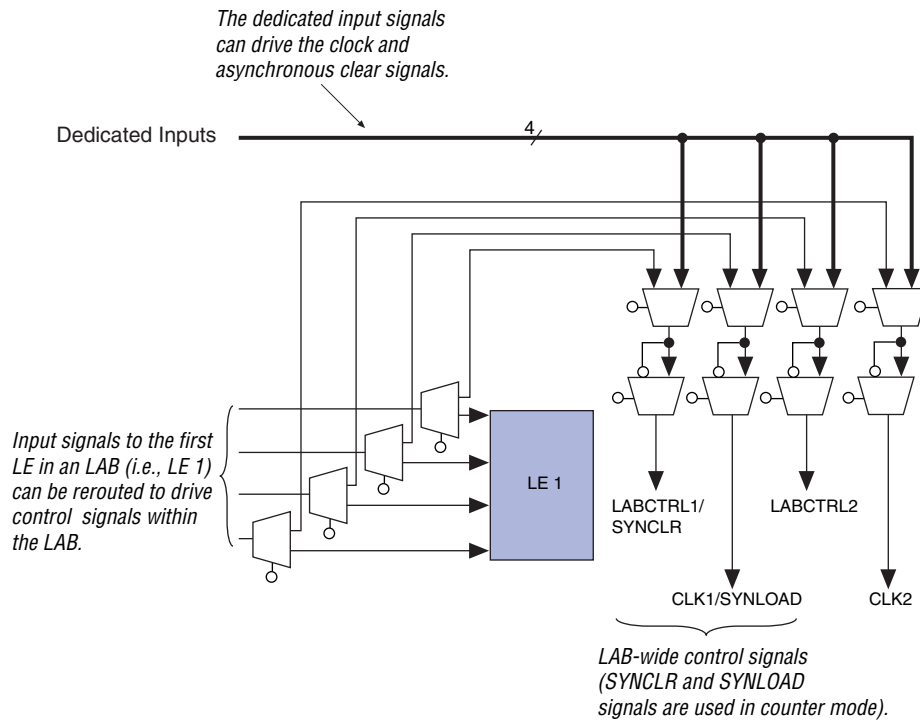 The dedicated input signals
can drive the clock and
asynchronous clear signals.
Dedicated Inputs
4
Input signals to the first
LE in an LAB (i.e., LE 1)
can be rerouted to drive
control signals within
the LAB.
LE 1
LABCTRL1/
SYNCLR
LABCTRL2
CLK1/SYNLOAD
CLK2
LAB-wide control signals
(SYNCLR and SYNLOAD
signals are used in counter mode).